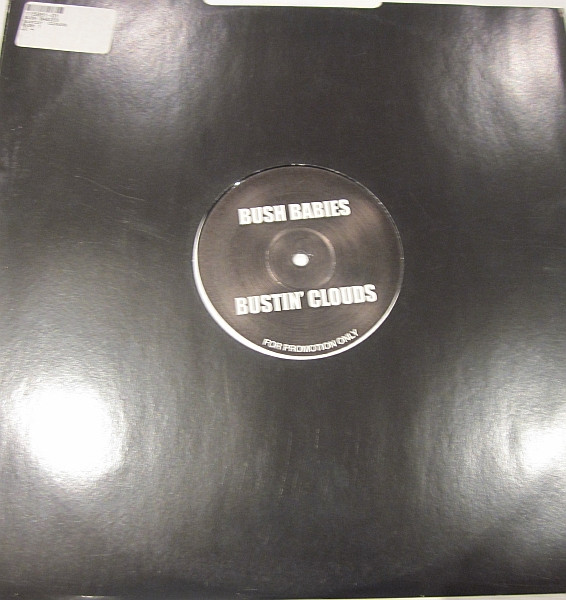 BUSH BABIES
BUSTIN' CLOUDS
FOR PROMOTION ONLY